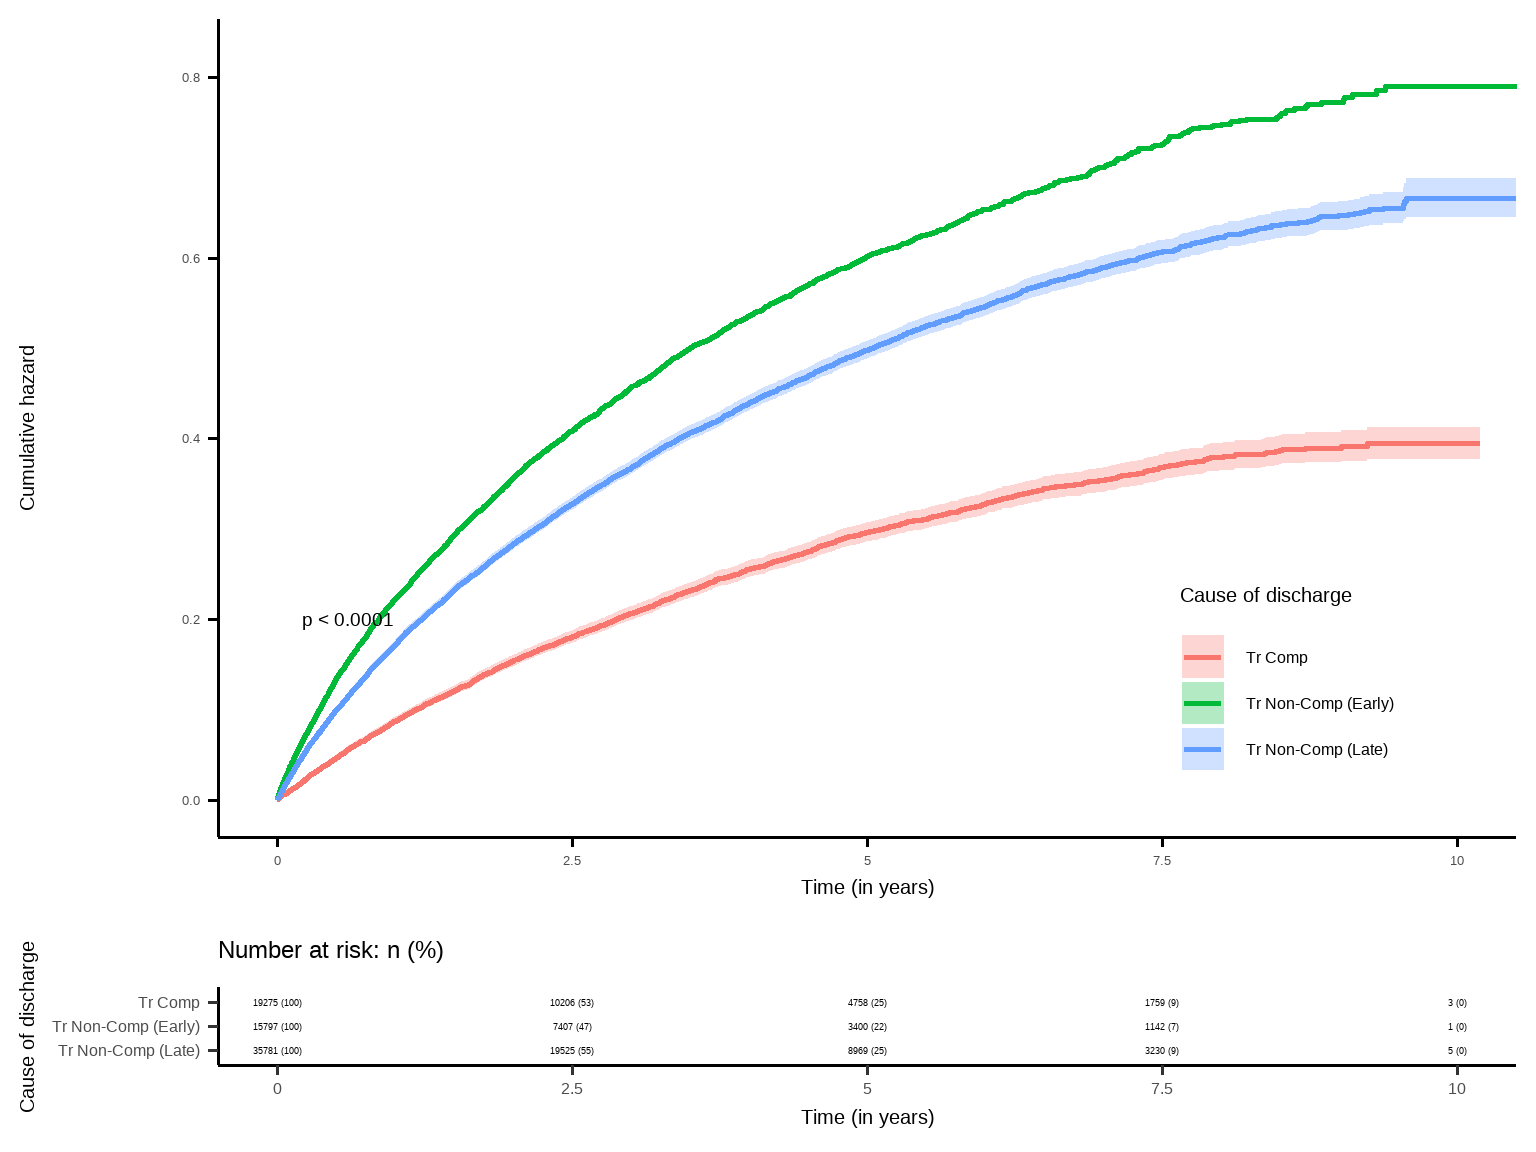 0.8
0.6
0.4
0.2
0.0
Cumulative hazard
p < 0.0001
Cause of discharge
Tr Comp
Tr Non-Comp (Early)
Tr Non-Comp (Late)
0 2.5 5 7.5 10
Time (in years)
Number at risk: n (%)
Cause of discharge
Tr Comp 19275 (100) 10206 (53) 4758 (25) 1759 (9) 3 (0)
Tr Non-Comp (Early) 15797 (100) 7407 (47) 3400 (22) 1142 (7) 1 (0)
Tr Non-Comp (Late) 35781 (100) 19525 (55) 8969 (25) 3230 (9) 5 (0)
0 2.5 5 7.5 10
Time (in years)